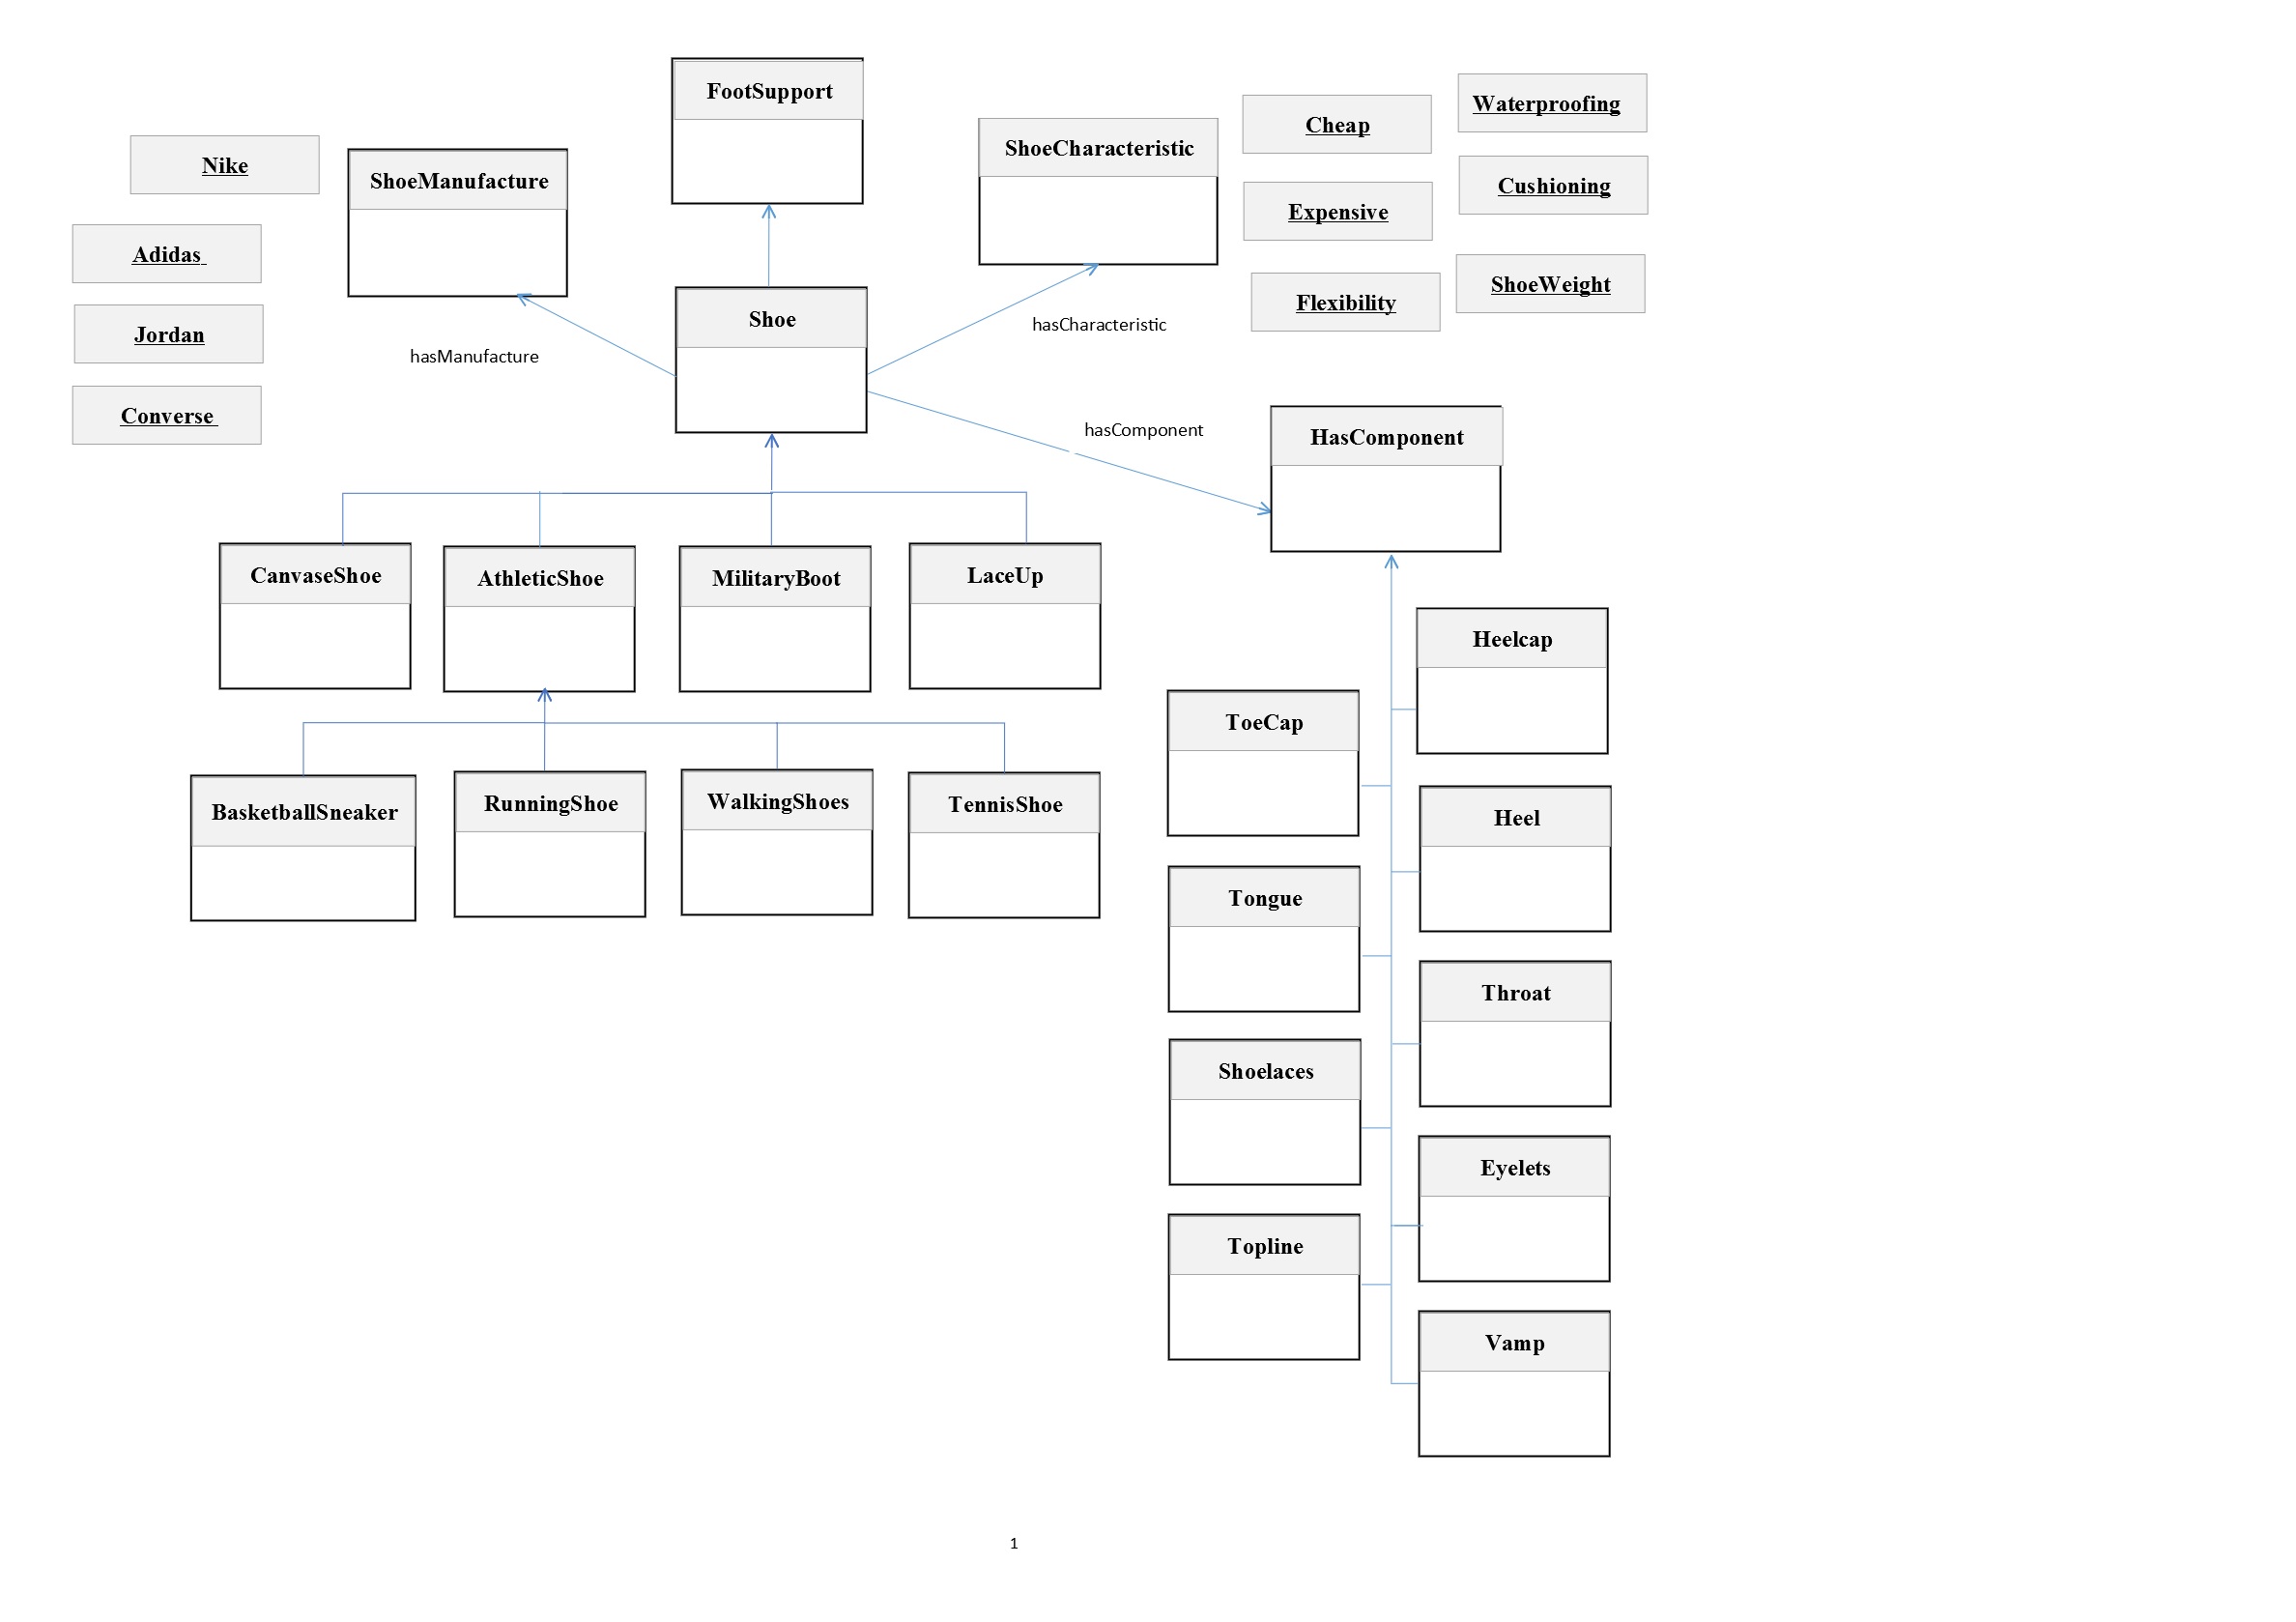 FootSupport
Waterproofing
Cheap
ShoeCharacteristic
Nike
ShoeManufacture
Cushioning
Expensive
Adidas
ShoeWeight
Flexibility
Shoe
hasCharacteristic
Jordan
hasManufacture
Converse
hasComponent
HasComponent
CanvaseShoe
AthleticShoe
MilitaryBoot
LaceUp
Heelcap
ToeCap
BasketballSneaker
RunningShoe
WalkingShoes
TennisShoe
Heel
Tongue
Throat
Shoelaces
Eyelets
Topline
Vamp
1